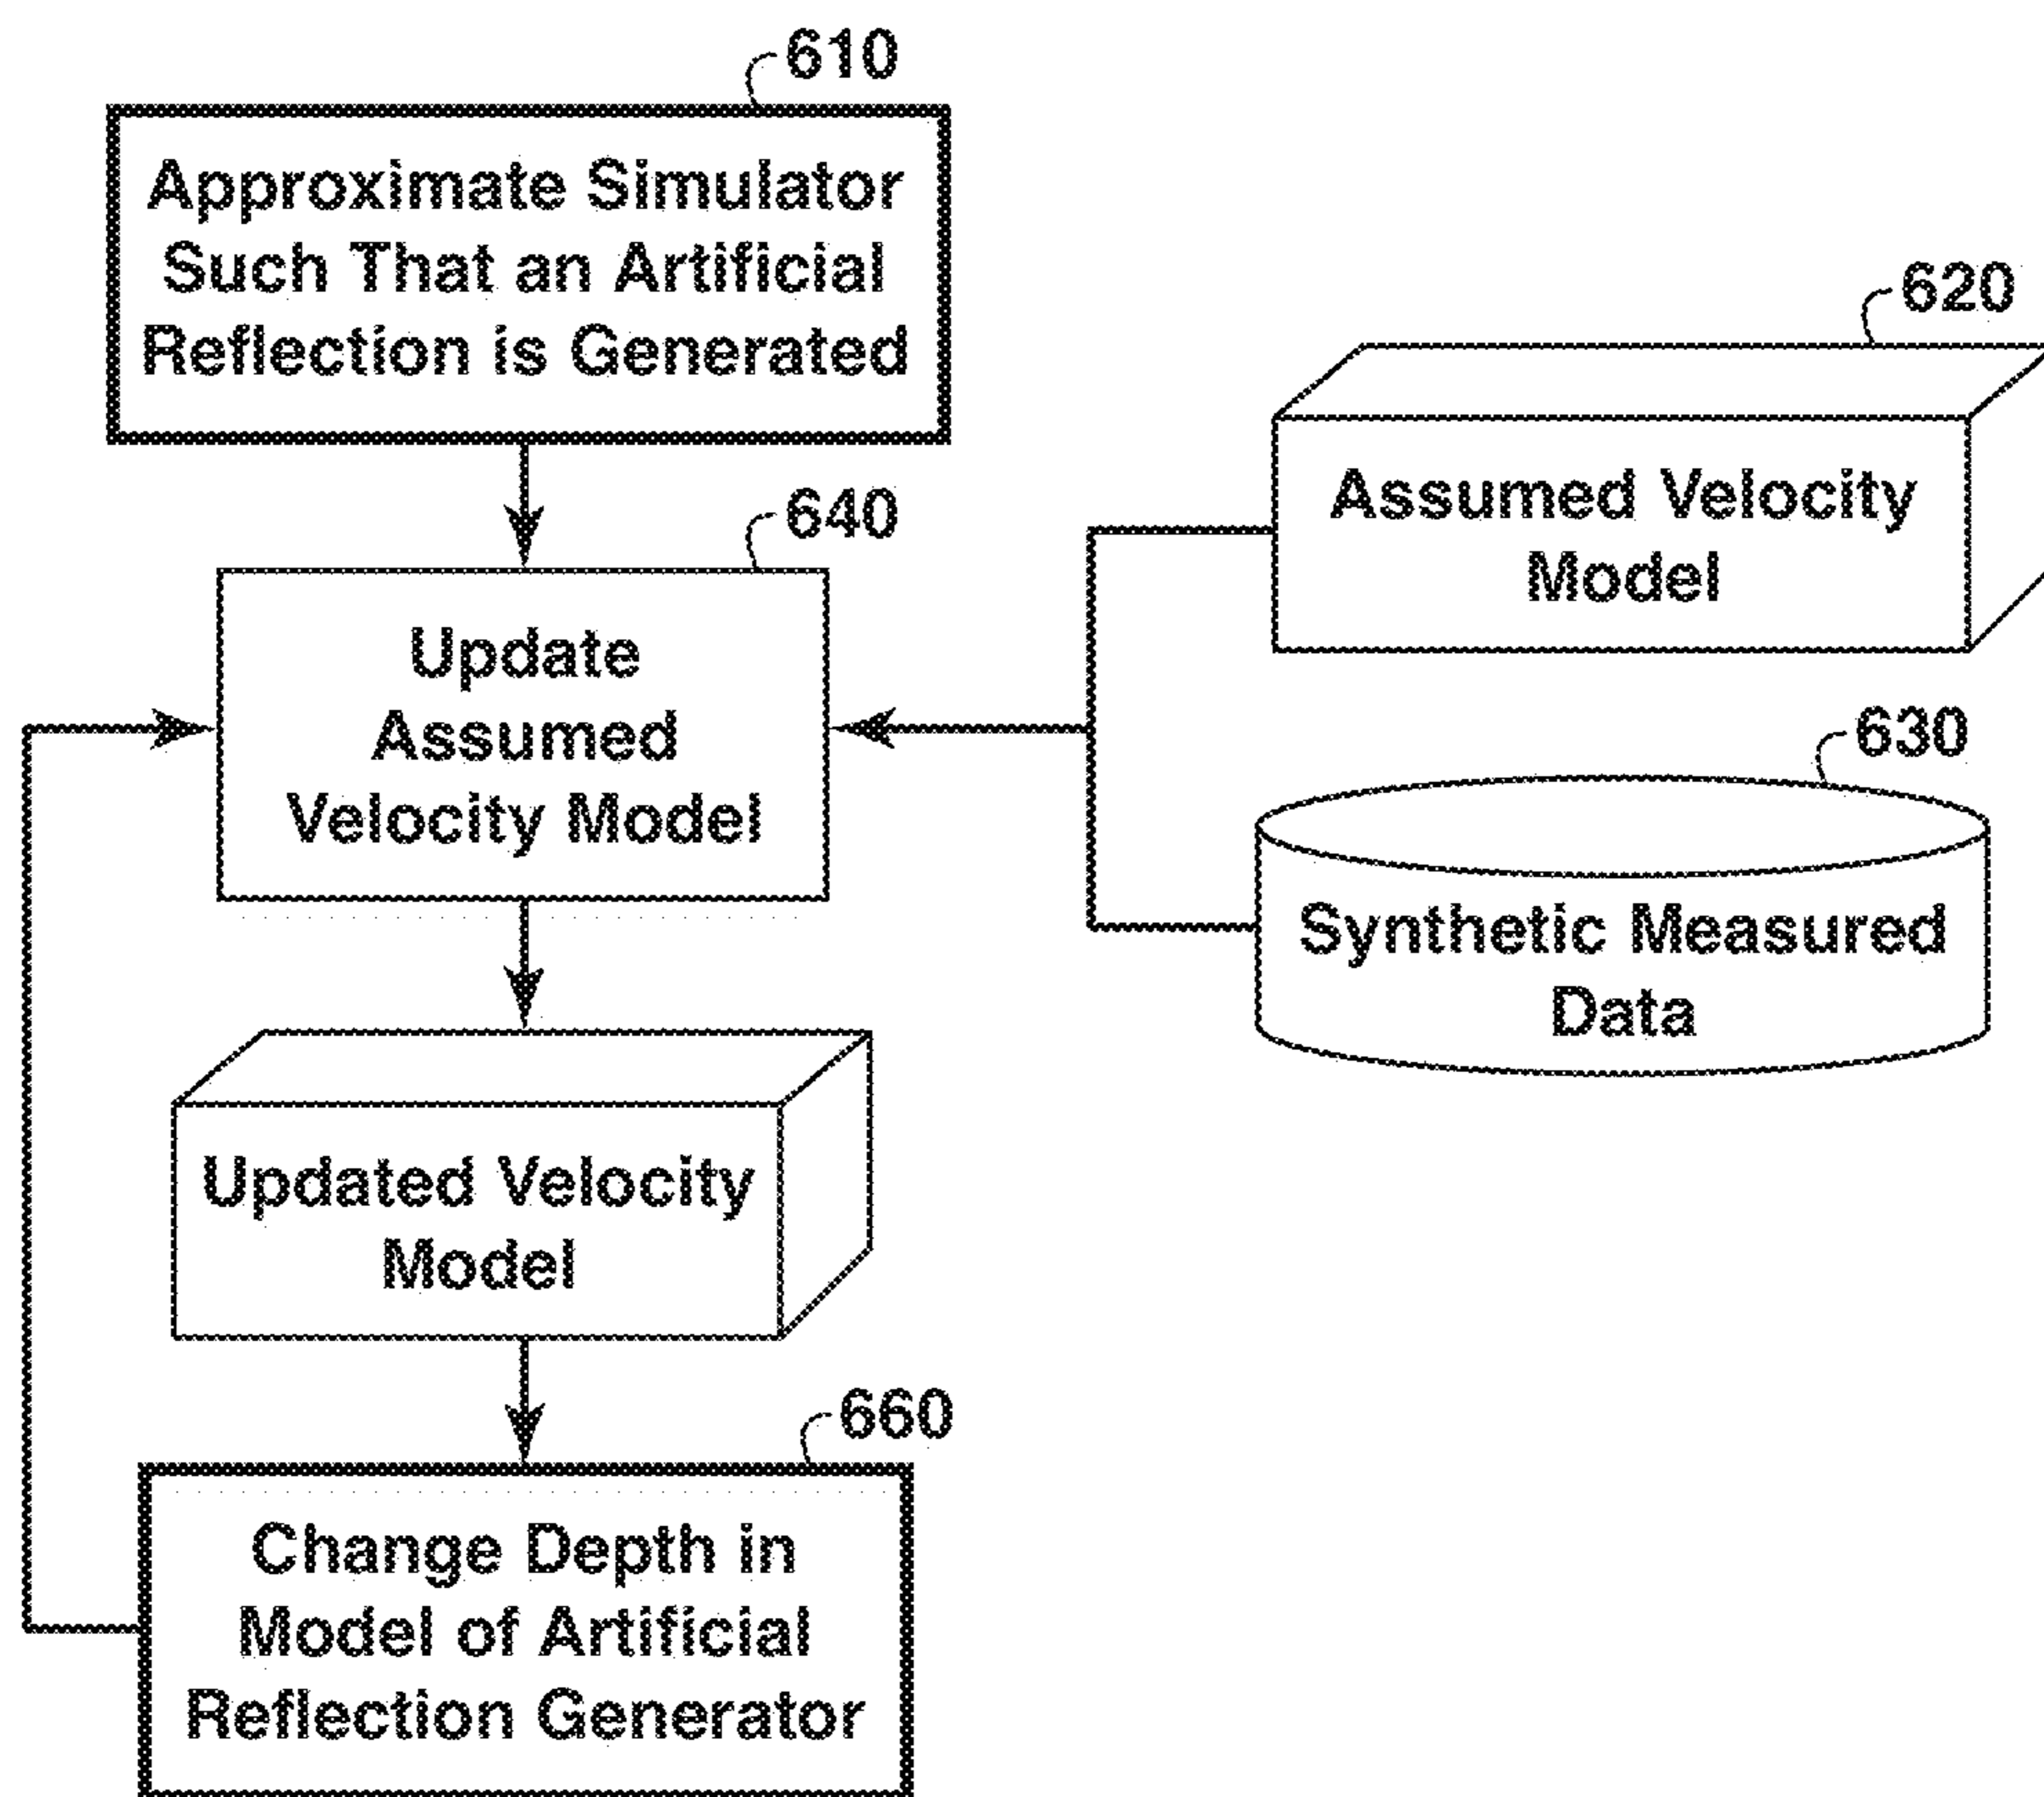 610
Approximate Simulator
Such That an Artificial
Reflection is Generated
620
Assumed Velocity
Model
640
Update
Assumed
Velocity Model
630
Synthetic Measured
Data
Updated Velocity
Model
660
Change Depth in
Model of Artificial
Reflection Generator